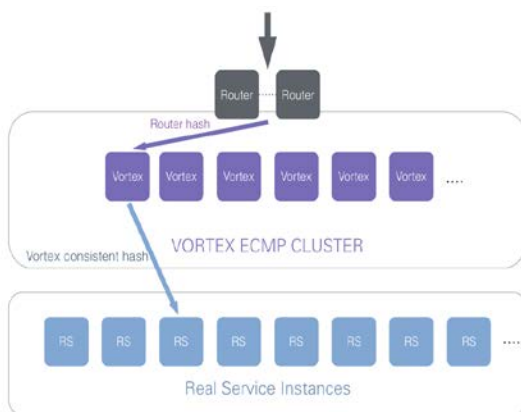 Router ...... Router
Router hash
Vortex Vortex Vortex Vortex Vortex Vortex ....
VORTEX ECMP CLUSTER
Vortex consistent hash
RS RS RS RS RS RS RS RS ....
Real Service Instances